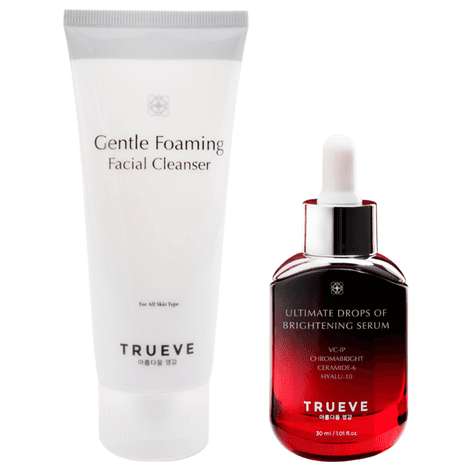 Gentle Foaming
Facial Cleanser
For All Skin Type
TRUEVE
아름다움 영감
ULTIMATE DROPS OF
BRIGHTENING SERUM
VC-IP
CHROMABRIGHT
CERAMIDE-6
HYALU-10
TRUEVE
아름다움 영감
30 ml / 1.01 fl.oz.